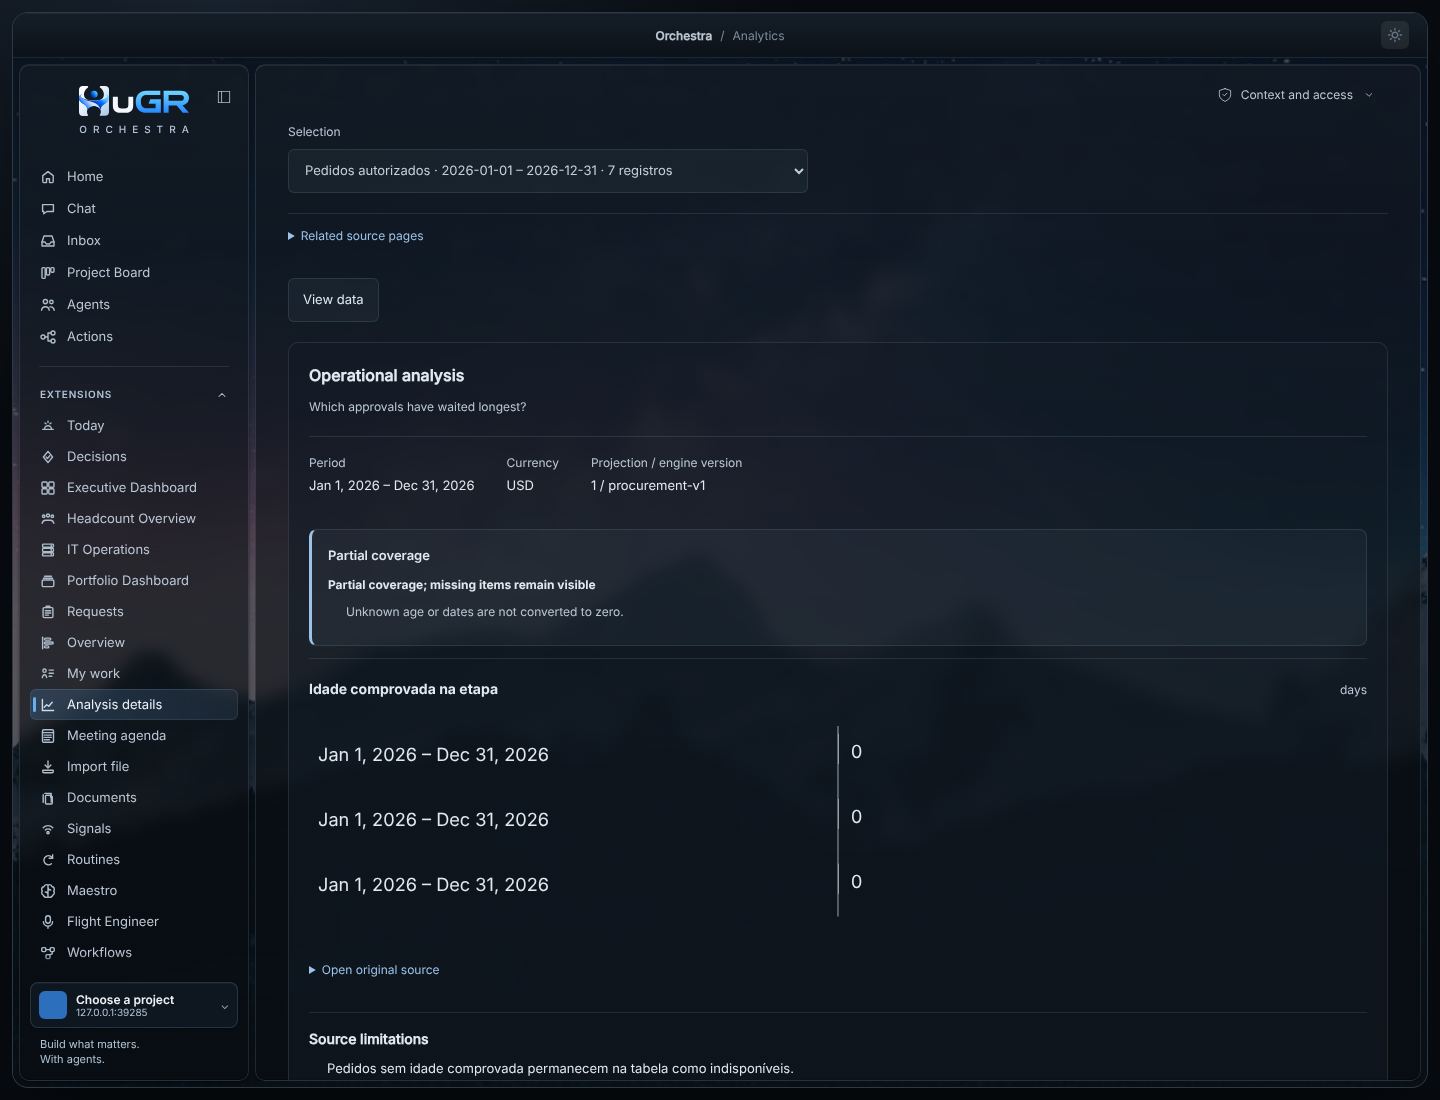 Orchestra / Analytics
HuGR
ORCHESTRA
Home
Chat
Inbox
Project Board
Agents
Actions
EXTENSIONS
Today
Decisions
Executive Dashboard
Headcount Overview
IT Operations
Portfolio Dashboard
Requests
Overview
My work
Analysis details
Meeting agenda
Import file
Documents
Signals
Routines
Maestro
Flight Engineer
Workflows
Choose a project
127.0.0.1:39285
Build what matters.
With agents.
Context and access
Selection
Pedidos autorizados · 2026-01-01 – 2026-12-31 · 7 registros
Related source pages
View data
Operational analysis
Which approvals have waited longest?
Period Currency Projection / engine version
Jan 1, 2026 – Dec 31, 2026 USD 1 / procurement-v1
Partial coverage
Partial coverage; missing items remain visible
Unknown age or dates are not converted to zero.
Idade comprovada na etapa days
Jan 1, 2026 – Dec 31, 2026 0
Jan 1, 2026 – Dec 31, 2026 0
Jan 1, 2026 – Dec 31, 2026 0
Open original source
Source limitations
Pedidos sem idade comprovada permanecem na tabela como indisponíveis.